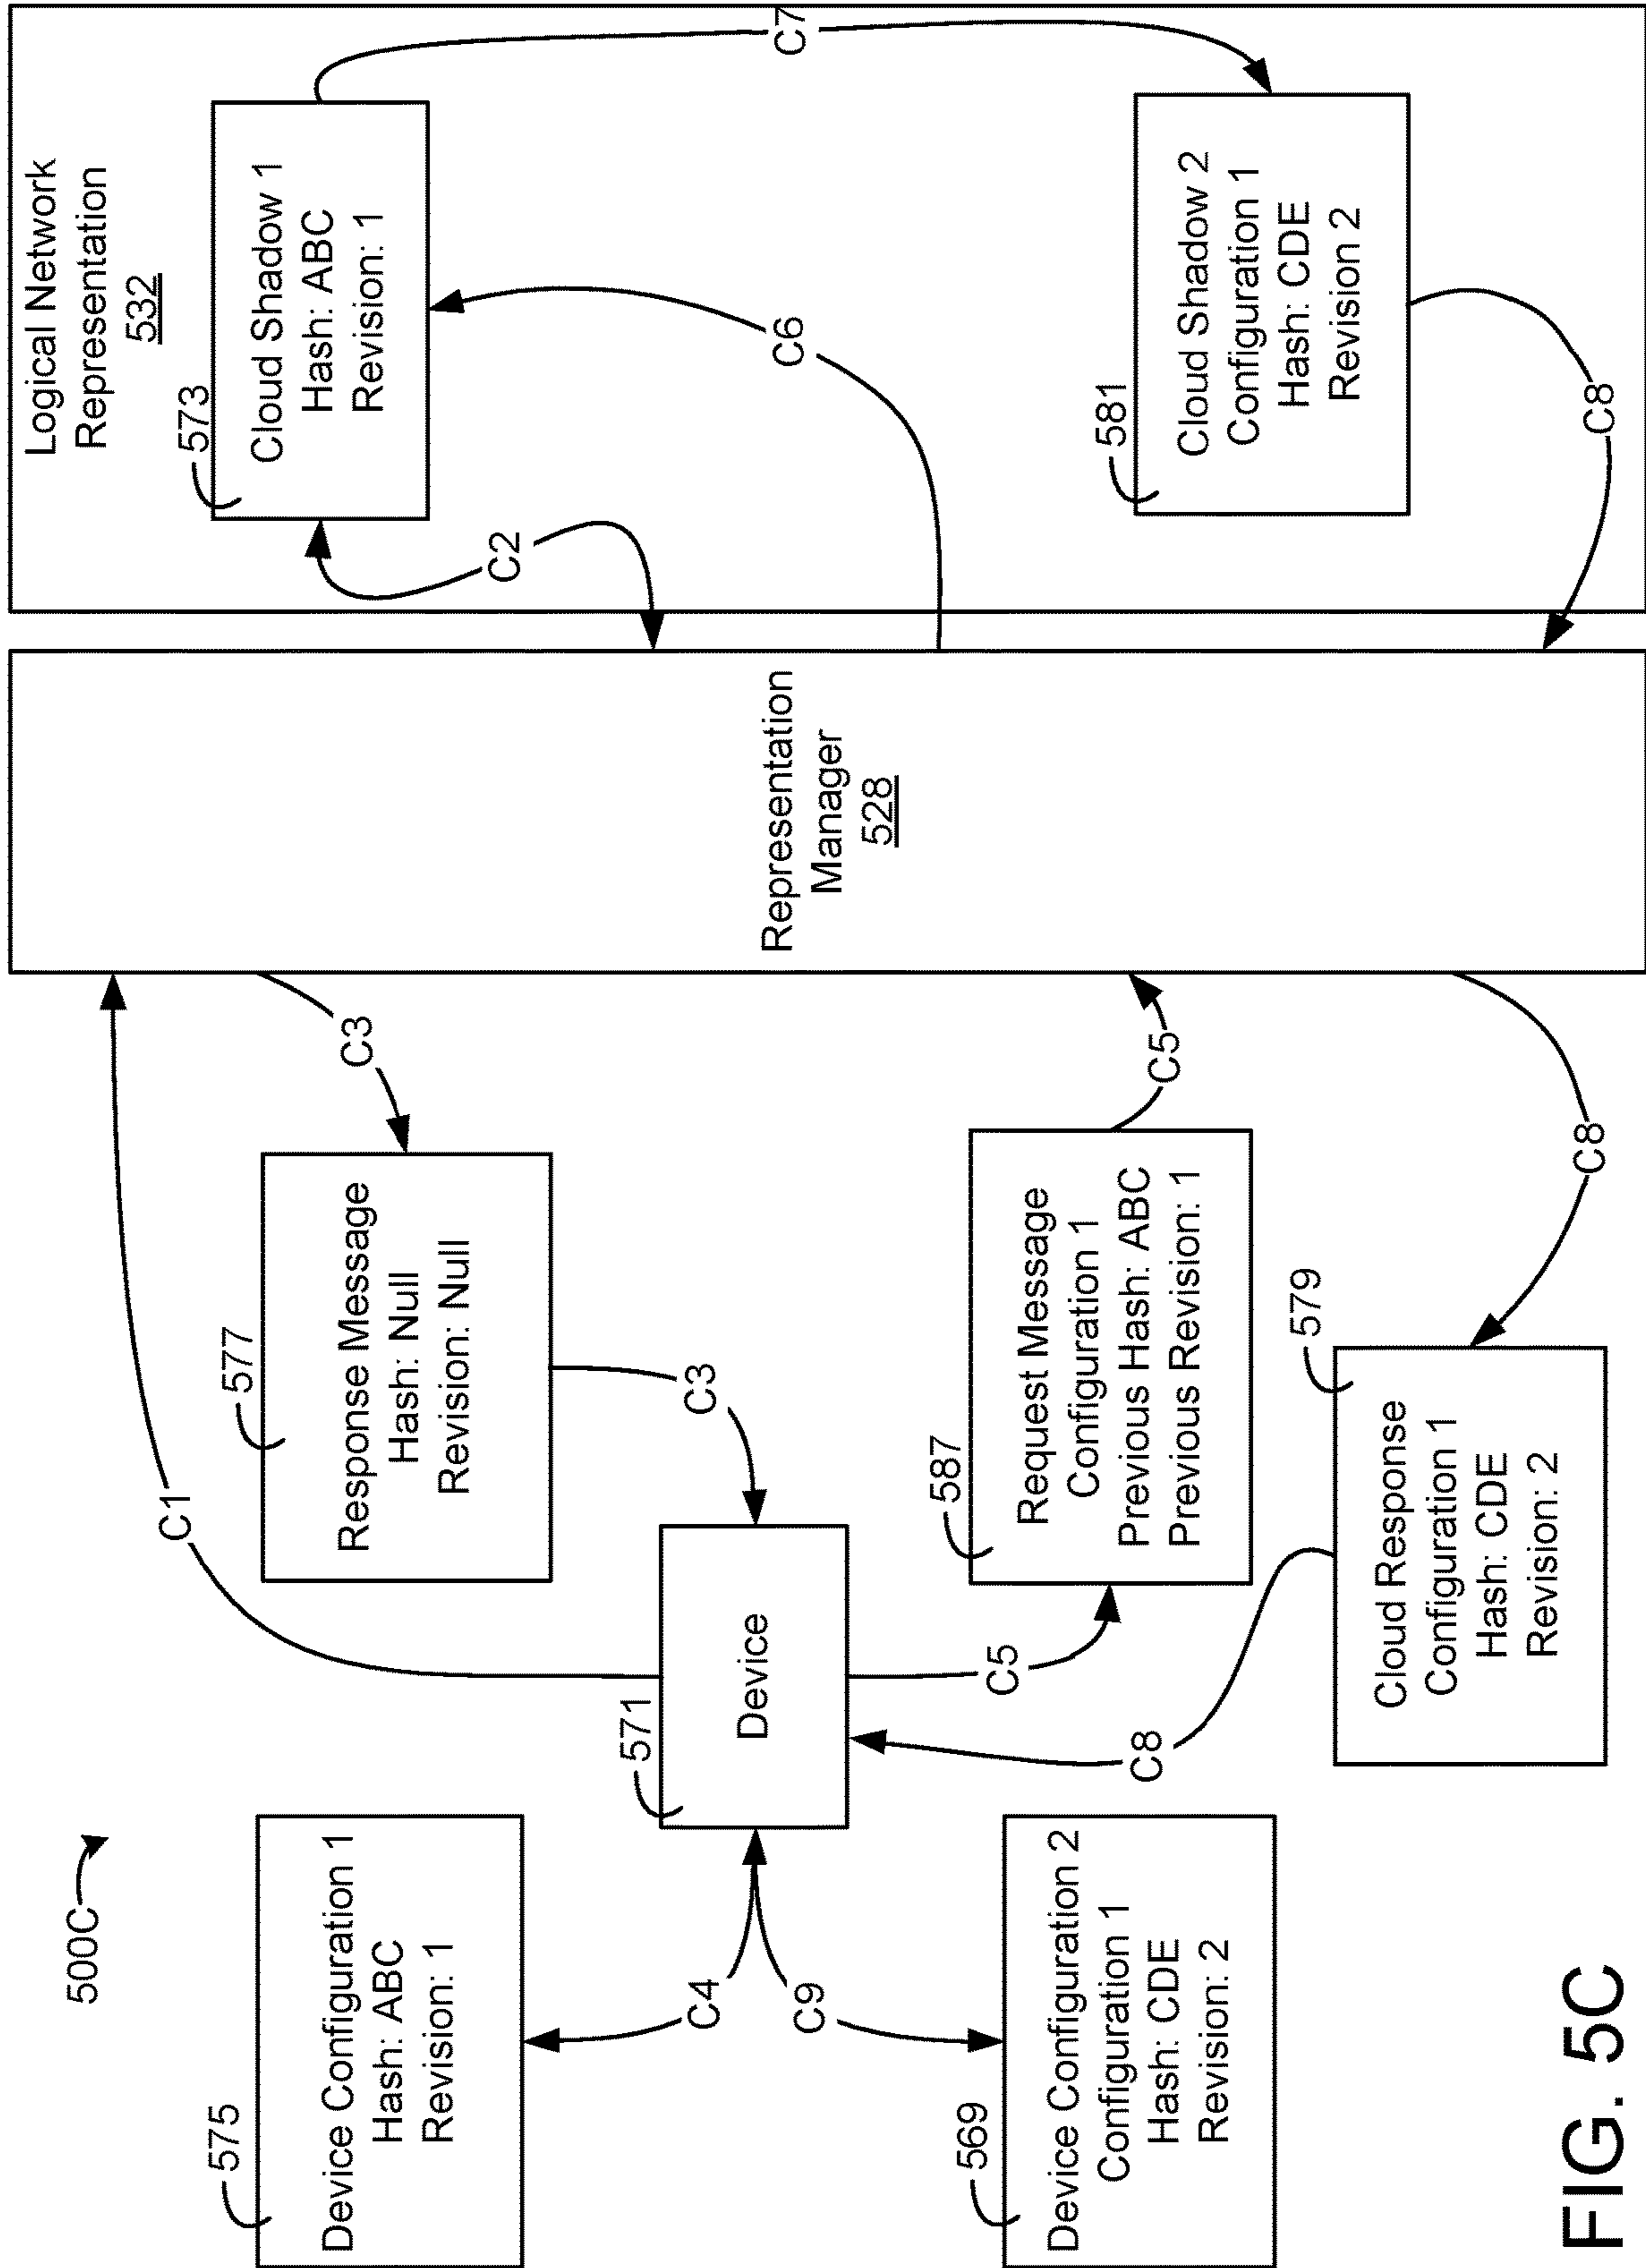 500C
575
Device Configuration 1
Hash: ABC
Revision: 1
C4
C9
569
Device Configuration 2
Configuration 1
Hash: CDE
Revision: 2
571
Device
C1
577
Response Message
Hash: Null
Revision: Null
C3
C3
C5
587
Request Message
Configuration 1
Previous Hash: ABC
Previous Revision: 1
C5
C8
579
Cloud Response
Configuration 1
Hash: CDE
Revision: 2
C8
Representation
Manager
528
Logical Network
Representation
532
573
Cloud Shadow 1
Hash: ABC
Revision: 1
C2
C6
C7
581
Cloud Shadow 2
Configuration 1
Hash: CDE
Revision 2
C8
FIG. 5C